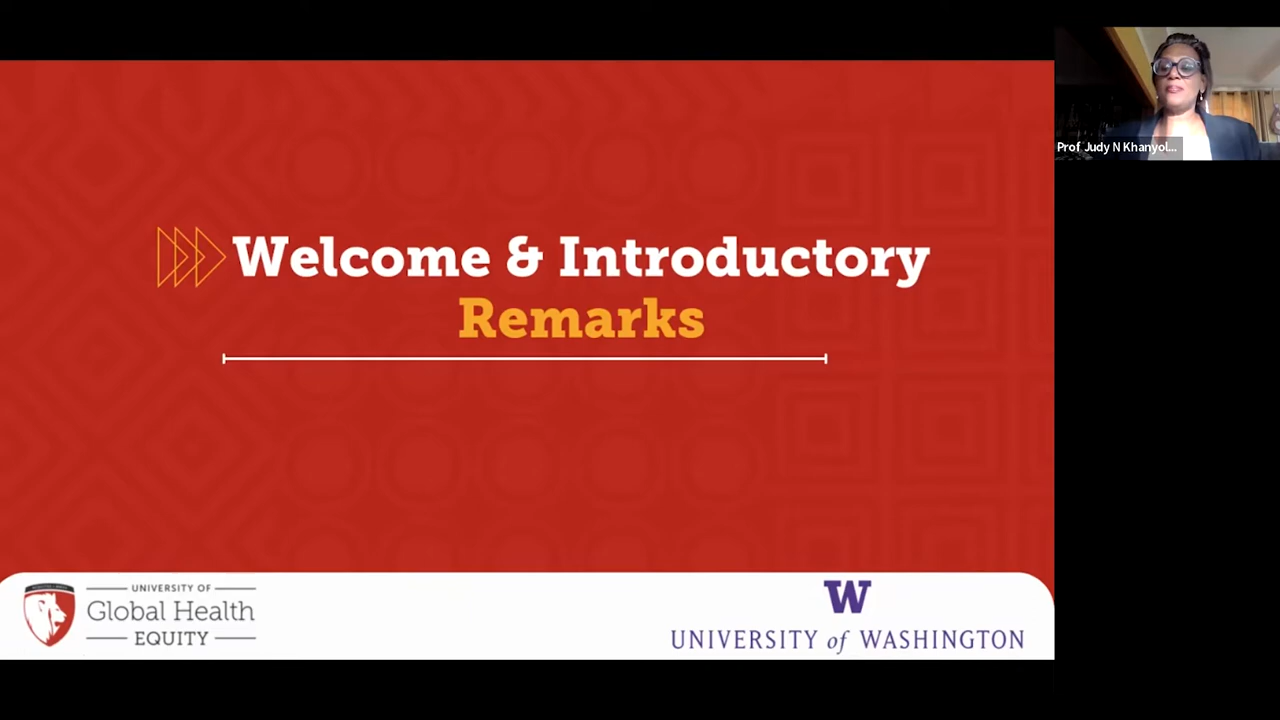 Welcome & Introductory
Remarks
UNIVERSITY OF
Global Health
EQUITY
W
UNIVERSITY of WASHINGTON
Prof Judy N Khanyol...